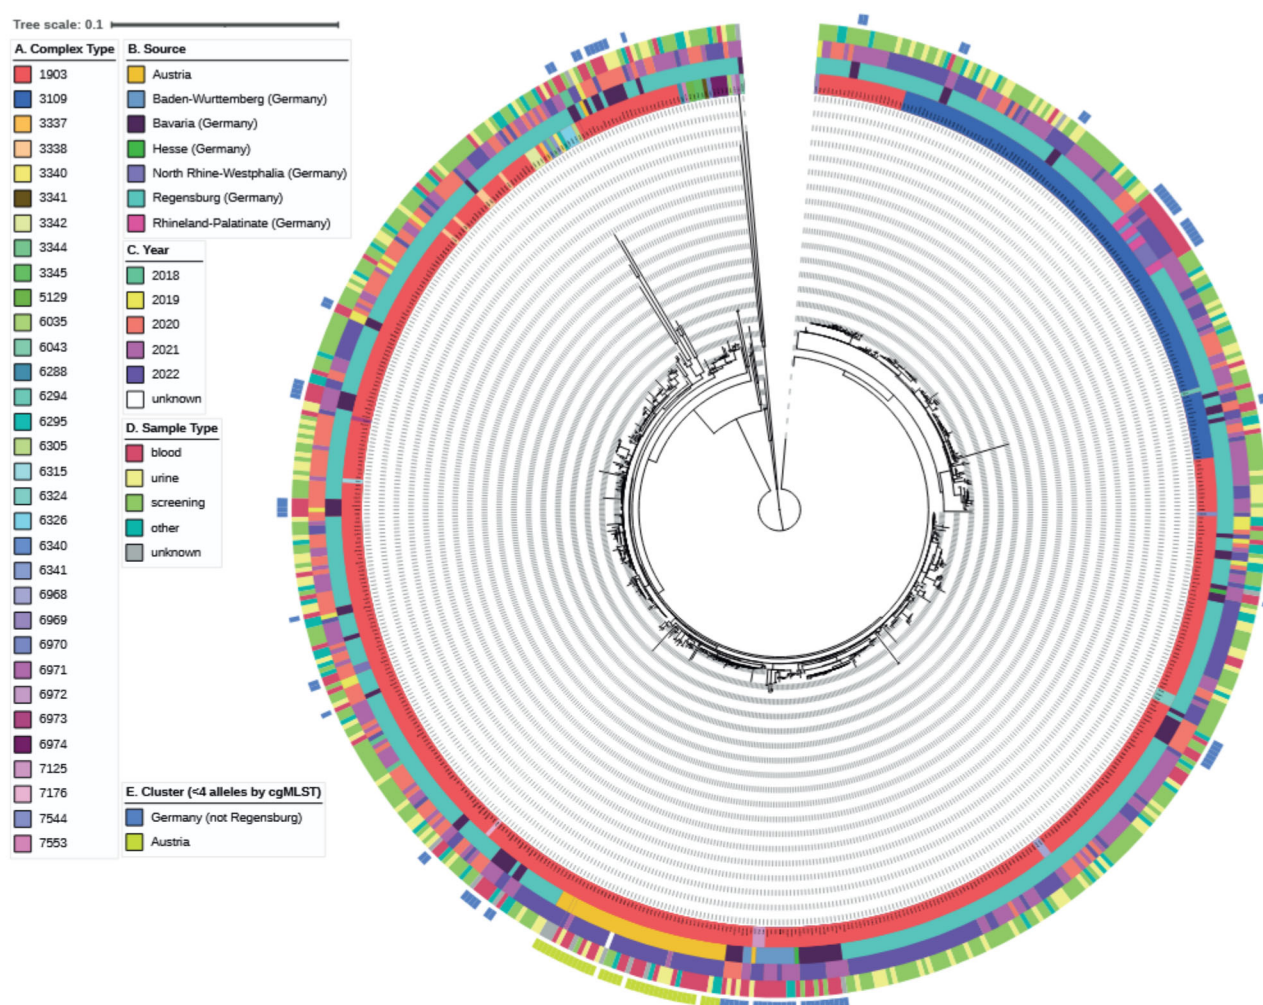 Tree scale: 0.1
A. Complex Type
1903
3109
3337
3338
3340
3341
3342
3344
3345
5129
6035
6043
6288
6294
6295
6305
6315
6324
6326
6340
6341
6968
6969
6970
6971
6972
6973
6974
7125
7176
7544
7553
B. Source
Austria
Baden-Wurttemberg (Germany)
Bavaria (Germany)
Hesse (Germany)
North Rhine-Westphalia (Germany)
Regensburg (Germany)
Rhineland-Palatinate (Germany)
C. Year
2018
2019
2020
2021
2022
unknown
D. Sample Type
blood
urine
screening
other
unknown
E. Cluster (<4 alleles by cgMLST)
Germany (not Regensburg)
Austria